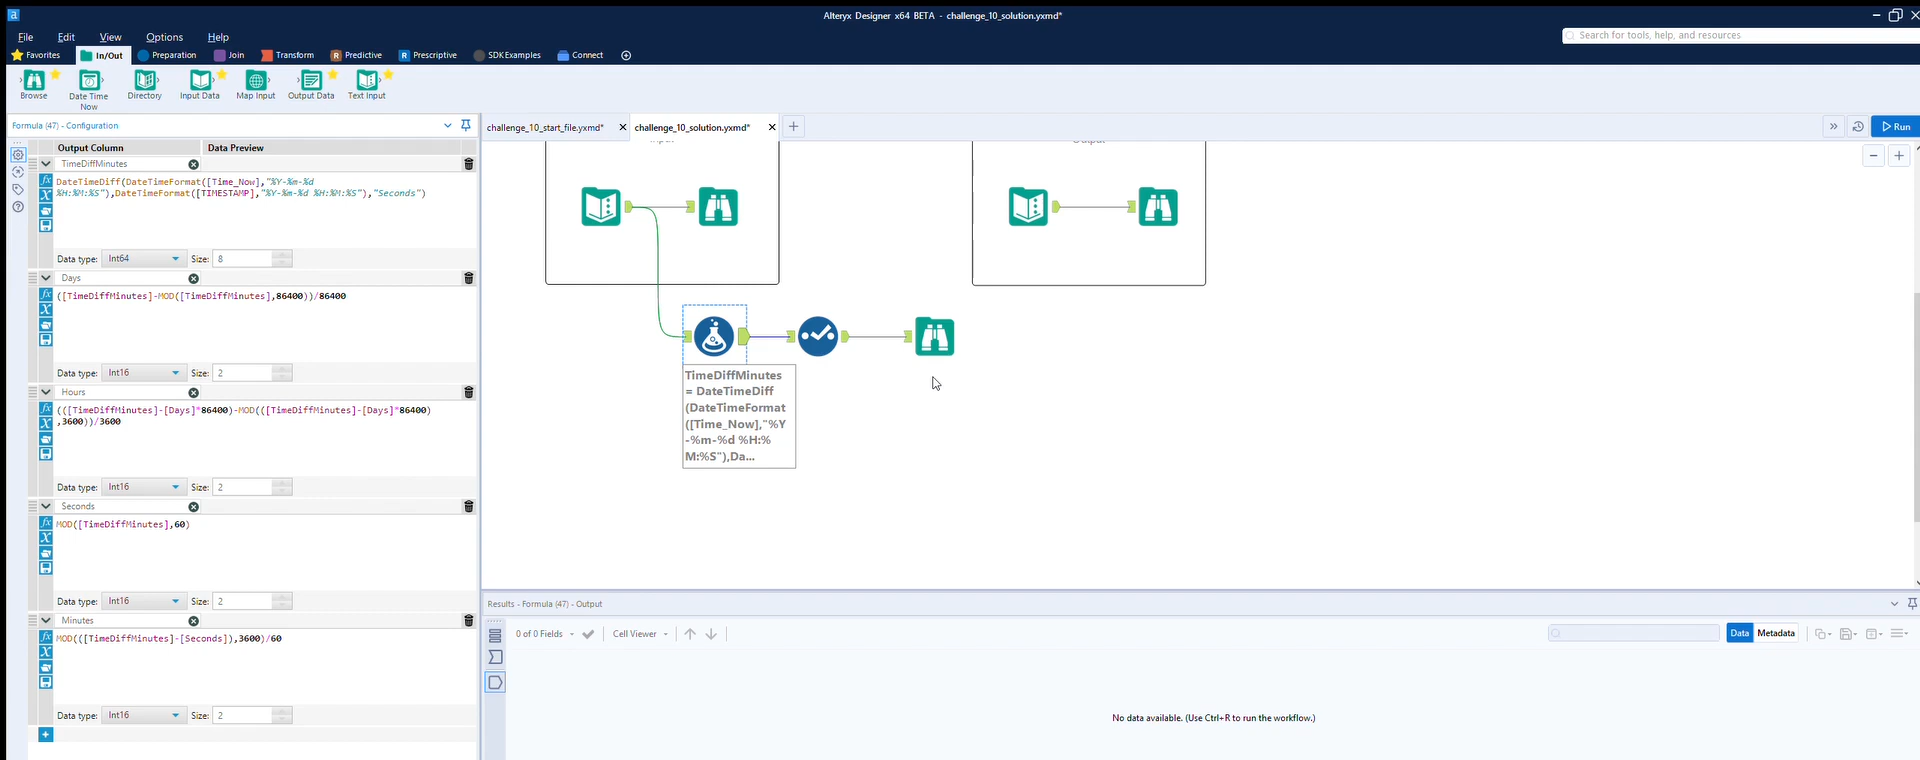 a
Alteryx Designer x64 BETA - challenge_10_solution.yxmd*
File Edit View Options Help
Search for tools, help, and resources
Favorites In/Out Preparation Join Transform R Predictive R Prescriptive SDKExamples Connect
Browse Date Time Now Directory Input Data Map Input Output Data Text Input
Formula (47) - Configuration
Output Column Data Preview
TimeDiffMinutes
DateTimeDiff(DateTimeFormat([Time_Now],"%Y-%m-%d
%H:%M:%S"),DateTimeFormat([TIMESTAMP],"%Y-%m-%d %H:%M:%S"),"Seconds")
Data type: Int64 Size: 8
Days
([TimeDiffMinutes]-MOD([TimeDiffMinutes],86400))/86400
Data type: Int16 Size: 2
Hours
(([TimeDiffMinutes]-[Days]*86400)-MOD(([TimeDiffMinutes]-[Days]*86400)
,3600))/3600
Data type: Int16 Size: 2
Seconds
MOD([TimeDiffMinutes],60)
Data type: Int16 Size: 2
Minutes
MOD(([TimeDiffMinutes]-[Seconds]),3600)/60
Data type: Int16 Size: 2
challenge_10_start_file.yxmd* challenge_10_solution.yxmd*
Run
TimeDiffMinutes
= DateTimeDiff
(DateTimeFormat
([Time_Now],"%Y
-%m-%d %H:%
M:%S"),Da...
Results - Formula (47) - Output
0 of 0 Fields Cell Viewer Data Metadata
No data available. (Use Ctrl+R to run the workflow.)